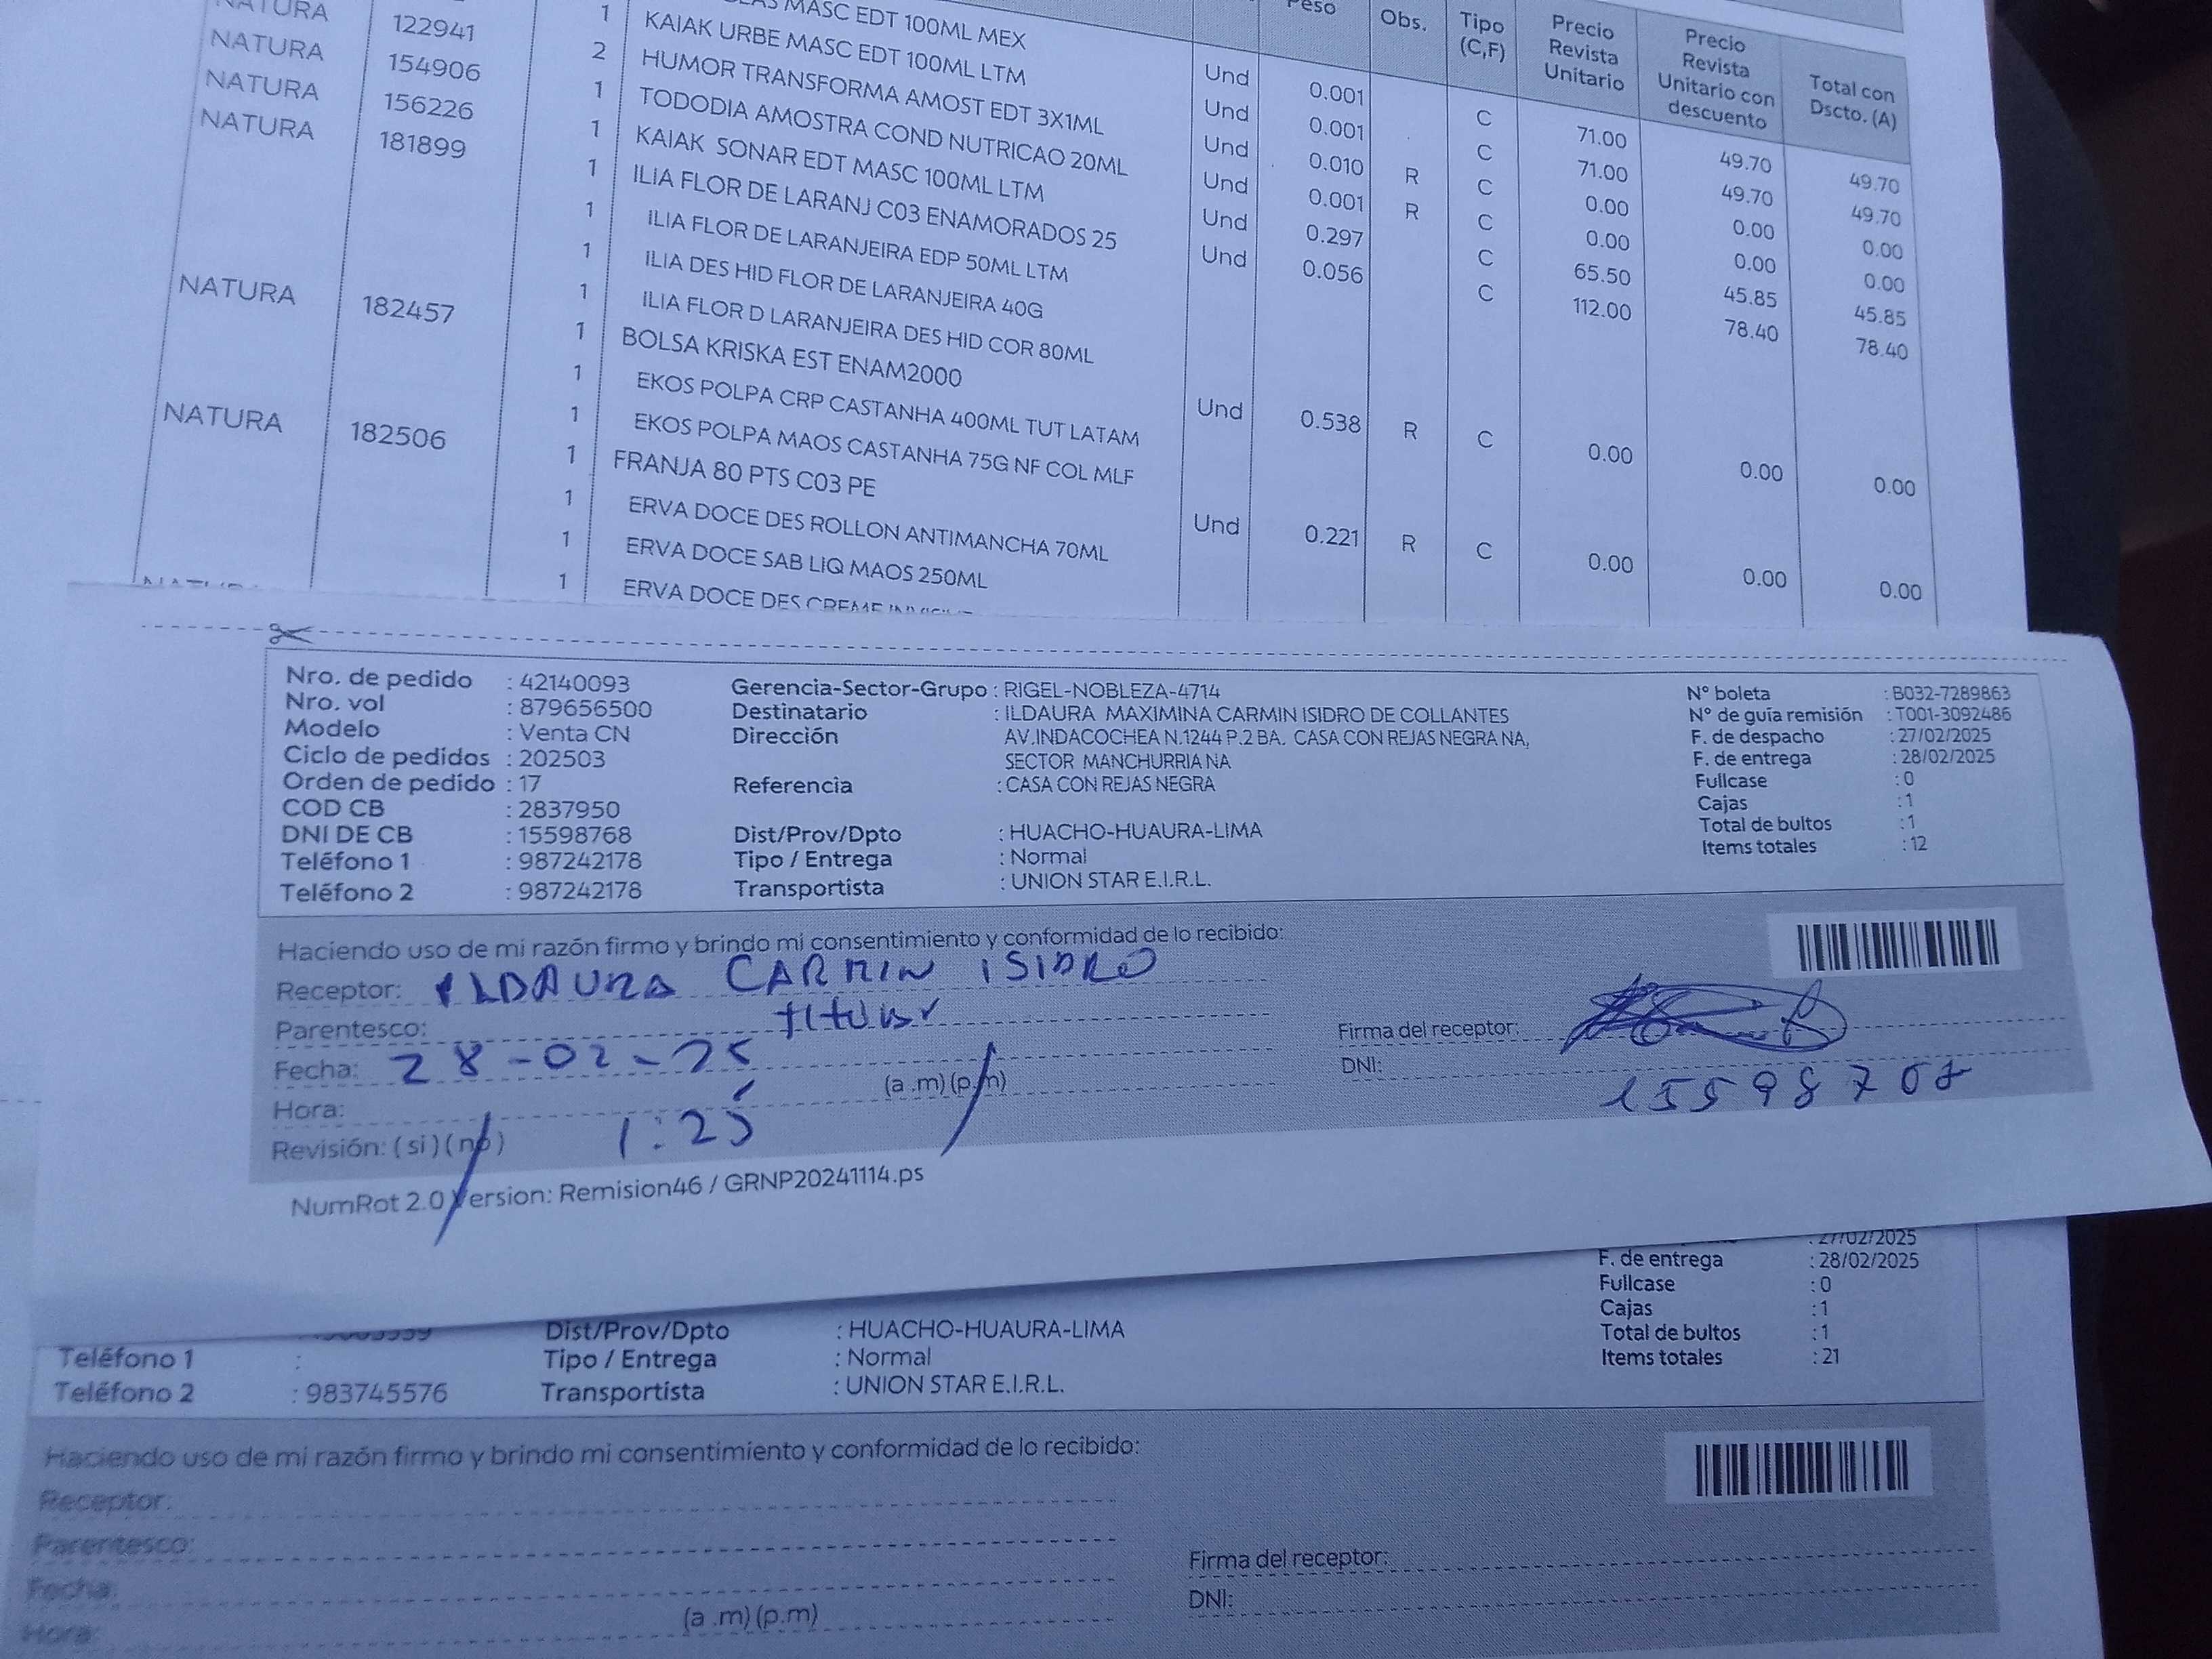 Peso Obs. Tipo (C,F) Precio Revista Unitario Precio Revista Unitario con descuento Total con Dscto. (A)
NATURA 122941 1 MASC EDT 100ML MEX Und 0.001 C 71.00 49.70 49.70
NATURA 154906 1 KAIAK URBE MASC EDT 100ML LTM Und 0.001 C 71.00 49.70 49.70
NATURA 156226 2 HUMOR TRANSFORMA AMOST EDT 3X1ML Und 0.010 R C 0.00 0.00 0.00
NATURA 181899 1 TODODIA AMOSTRA COND NUTRICAO 20ML Und 0.001 R C 0.00 0.00 0.00
1 KAIAK SONAR EDT MASC 100ML LTM Und 0.297 C 65.50 45.85 45.85
1 ILIA FLOR DE LARANJ C03 ENAMORADOS 25 Und 0.056 C 112.00 78.40 78.40
1 ILIA FLOR DE LARANJEIRA EDP 50ML LTM
1 ILIA DES HID FLOR DE LARANJEIRA 40G
1 ILIA FLOR D LARANJEIRA DES HID COR 80ML
NATURA 182457 1 BOLSA KRISKA EST ENAM2000 Und 0.538 R C 0.00 0.00 0.00
1 EKOS POLPA CRP CASTANHA 400ML TUT LATAM
1 EKOS POLPA MAOS CASTANHA 75G NF COL MLF
NATURA 182506 1 FRANJA 80 PTS C03 PE Und 0.221 R C 0.00 0.00 0.00
1 ERVA DOCE DES ROLLON ANTIMANCHA 70ML
1 ERVA DOCE SAB LIQ MAOS 250ML
1 ERVA DOCE DES CREME
Nro. de pedido : 42140093 Gerencia-Sector-Grupo : RIGEL-NOBLEZA-4714 N° boleta : B032-7289863
Nro. vol : 879656500 Destinatario : ILDAURA MAXIMINA CARMIN ISIDRO DE COLLANTES N° de guía remisión : T001-3092486
Modelo : Venta CN Dirección AV.INDACOCHEA N.1244 P.2 BA. CASA CON REJAS NEGRA NA, F. de despacho : 27/02/2025
Ciclo de pedidos : 202503 SECTOR MANCHURRIA NA F. de entrega : 28/02/2025
Orden de pedido : 17 Referencia : CASA CON REJAS NEGRA Fullcase : 0
COD CB : 2837950 Cajas : 1
DNI DE CB : 15598768 Dist/Prov/Dpto : HUACHO-HUAURA-LIMA Total de bultos : 1
Teléfono 1 : 987242178 Tipo / Entrega : Normal Items totales : 12
Teléfono 2 : 987242178 Transportista : UNION STAR E.I.R.L.
Haciendo uso de mi razón firmo y brindo mi consentimiento y conformidad de lo recibido:
Receptor: ILDAURA CARMIN ISIDRO
Parentesco: titular Firma del receptor:
Fecha: 28-02-25 (a .m) (p.m) DNI: 15598768
Hora: 1:25
Revisión: (si) (no)
NumRot 2.0 Version: Remision46 / GRNP20241114.ps
: 27/02/2025
F. de entrega : 28/02/2025
Fullcase : 0
Cajas : 1
Dist/Prov/Dpto : HUACHO-HUAURA-LIMA Total de bultos : 1
Teléfono 1 : Tipo / Entrega : Normal Items totales : 21
Teléfono 2 : 983745576 Transportista : UNION STAR E.I.R.L.
Haciendo uso de mi razón firmo y brindo mi consentimiento y conformidad de lo recibido:
Receptor:
Parentesco: Firma del receptor:
Fecha: (a .m) (p.m) DNI:
Hora: